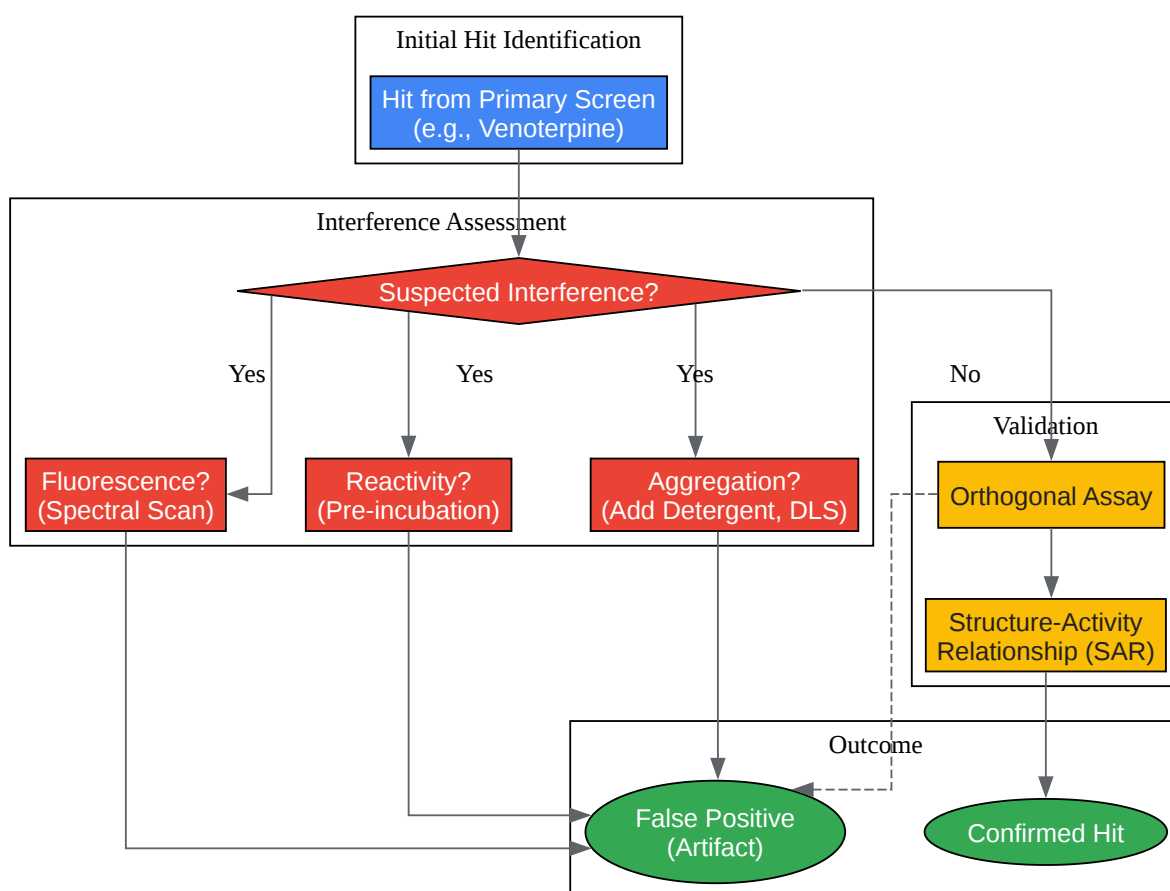 Initial Hit Identification
Hit from Primary Screen
(e.g., Venoterpine)
Interference Assessment
Suspected Interference?
Yes
Yes
Yes
No
Validation
Fluorescence?
(Spectral Scan)
Reactivity?
(Pre-incubation)
Aggregation?
(Add Detergent, DLS)
Orthogonal Assay
Structure-Activity
Relationship (SAR)
Outcome
False Positive
(Artifact)
Confirmed Hit